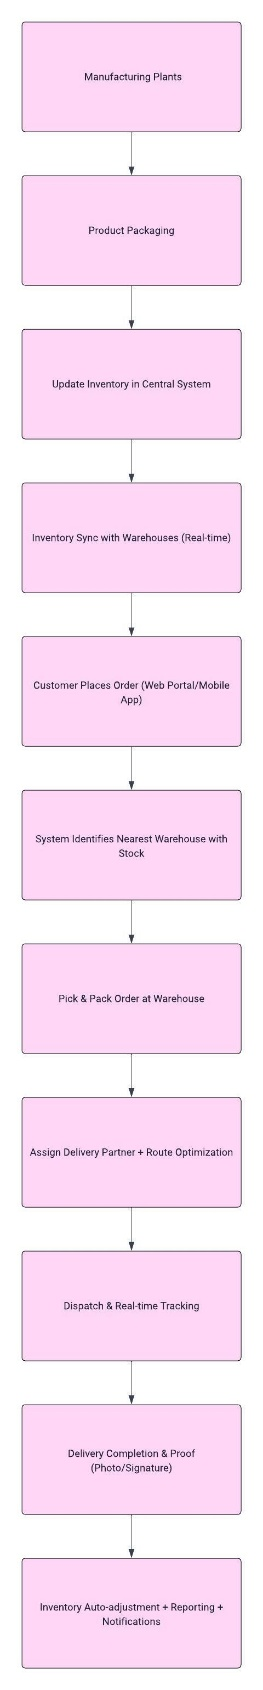 Manufacturing Plants
Product Packaging
Update Inventory in Central System
Inventory Sync with Warehouses (Real-time)
Customer Places Order (Web Portal/Mobile
App)
System Identifies Nearest Warehouse with
Stock
Pick & Pack Order at Warehouse
Assign Delivery Partner + Route Optimization
Dispatch & Real-time Tracking
Delivery Completion & Proof
(Photo/Signature)
Inventory Auto-adjustment + Reporting +
Notifications